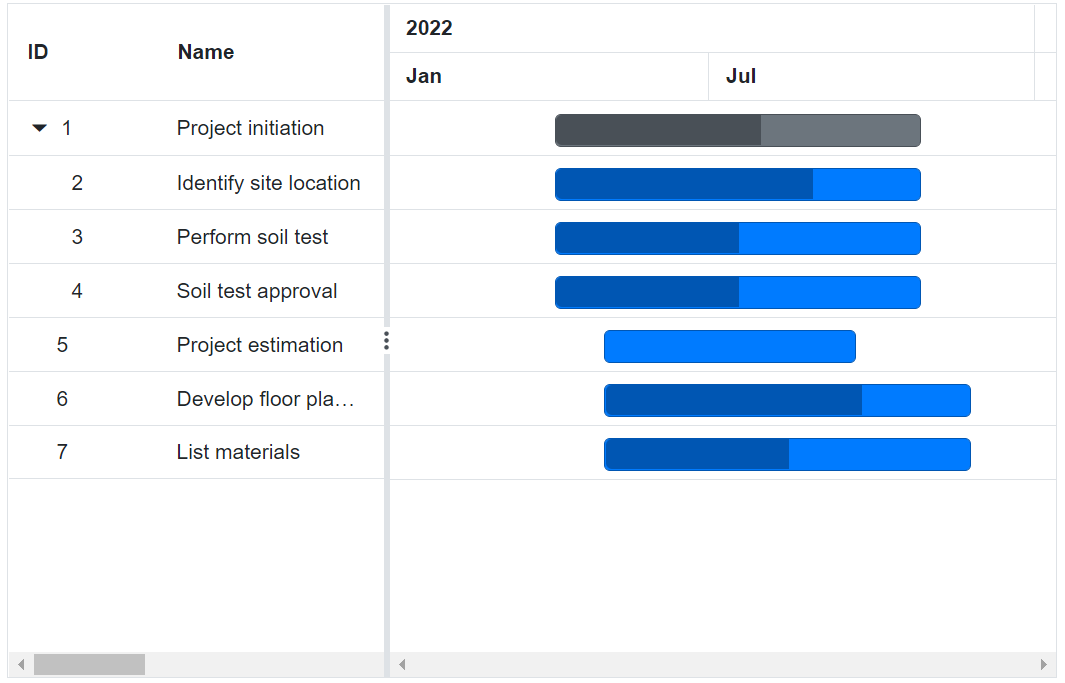 ID Name 2022
Jan Jul
1 Project initiation
2 Identify site location
3 Perform soil test
4 Soil test approval
5 Project estimation
6 Develop floor pla…
7 List materials